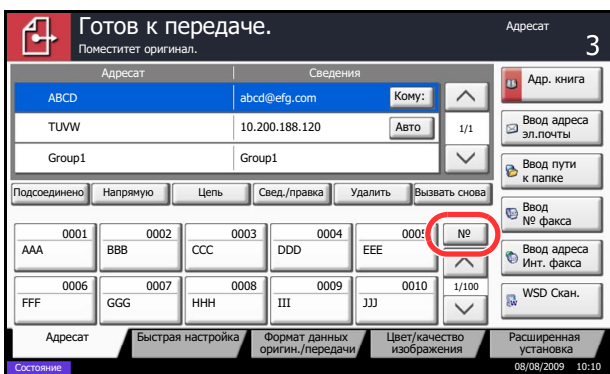 Готов к передаче.
Поместитет оригинал.
Адресат
3
Адресат Сведения
ABCD abcd@efg.com Кому:
TUVW 10.200.188.120 Авто 1/1
Group1 Group1
Адр. книга
Ввод адреса
эл.почты
Ввод пути
к папке
Ввод
№ факса
Ввод адреса
Инт. факса
WSD Скан.
Подсоединено Напрямую Цепь Свед./правка Удалить Вызвать снова
0001 0002 0003 0004 0005 №
AAA BBB CCC DDD EEE
0006 0007 0008 0009 0010 1/100
FFF GGG HHH III JJJ
Адресат Быстрая настройка Формат данных
оригин./передачи Цвет/качество
изображения Расширенная
установка
Состояние 08/08/2009 10:10